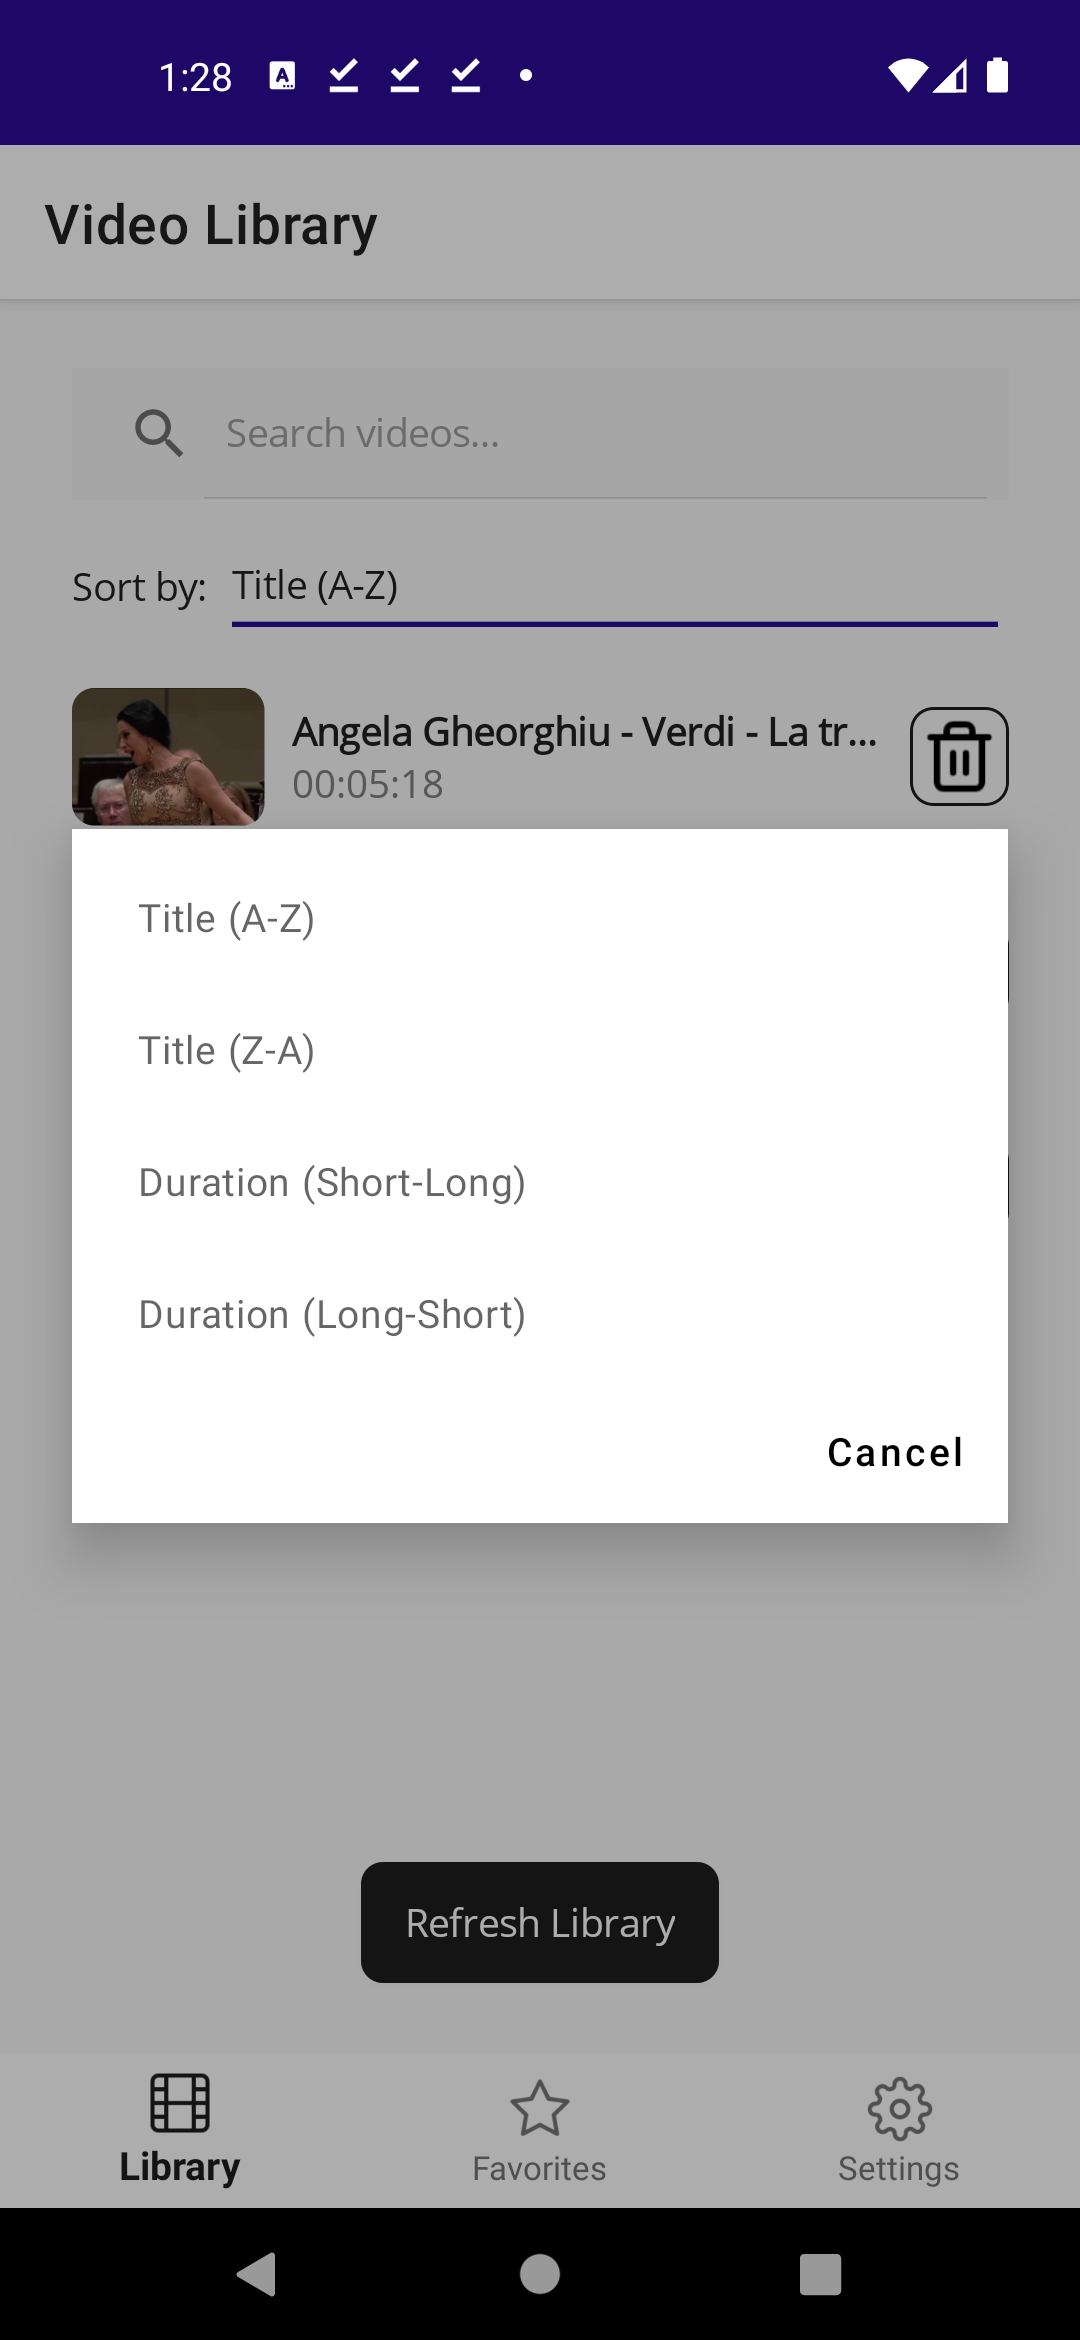 1:28
Video Library
Search videos...
Sort by: Title (A-Z)
Angela Gheorghiu - Verdi - La tr...
00:05:18
Title (A-Z)
Title (Z-A)
Duration (Short-Long)
Duration (Long-Short)
Cancel
Refresh Library
Library Favorites Settings